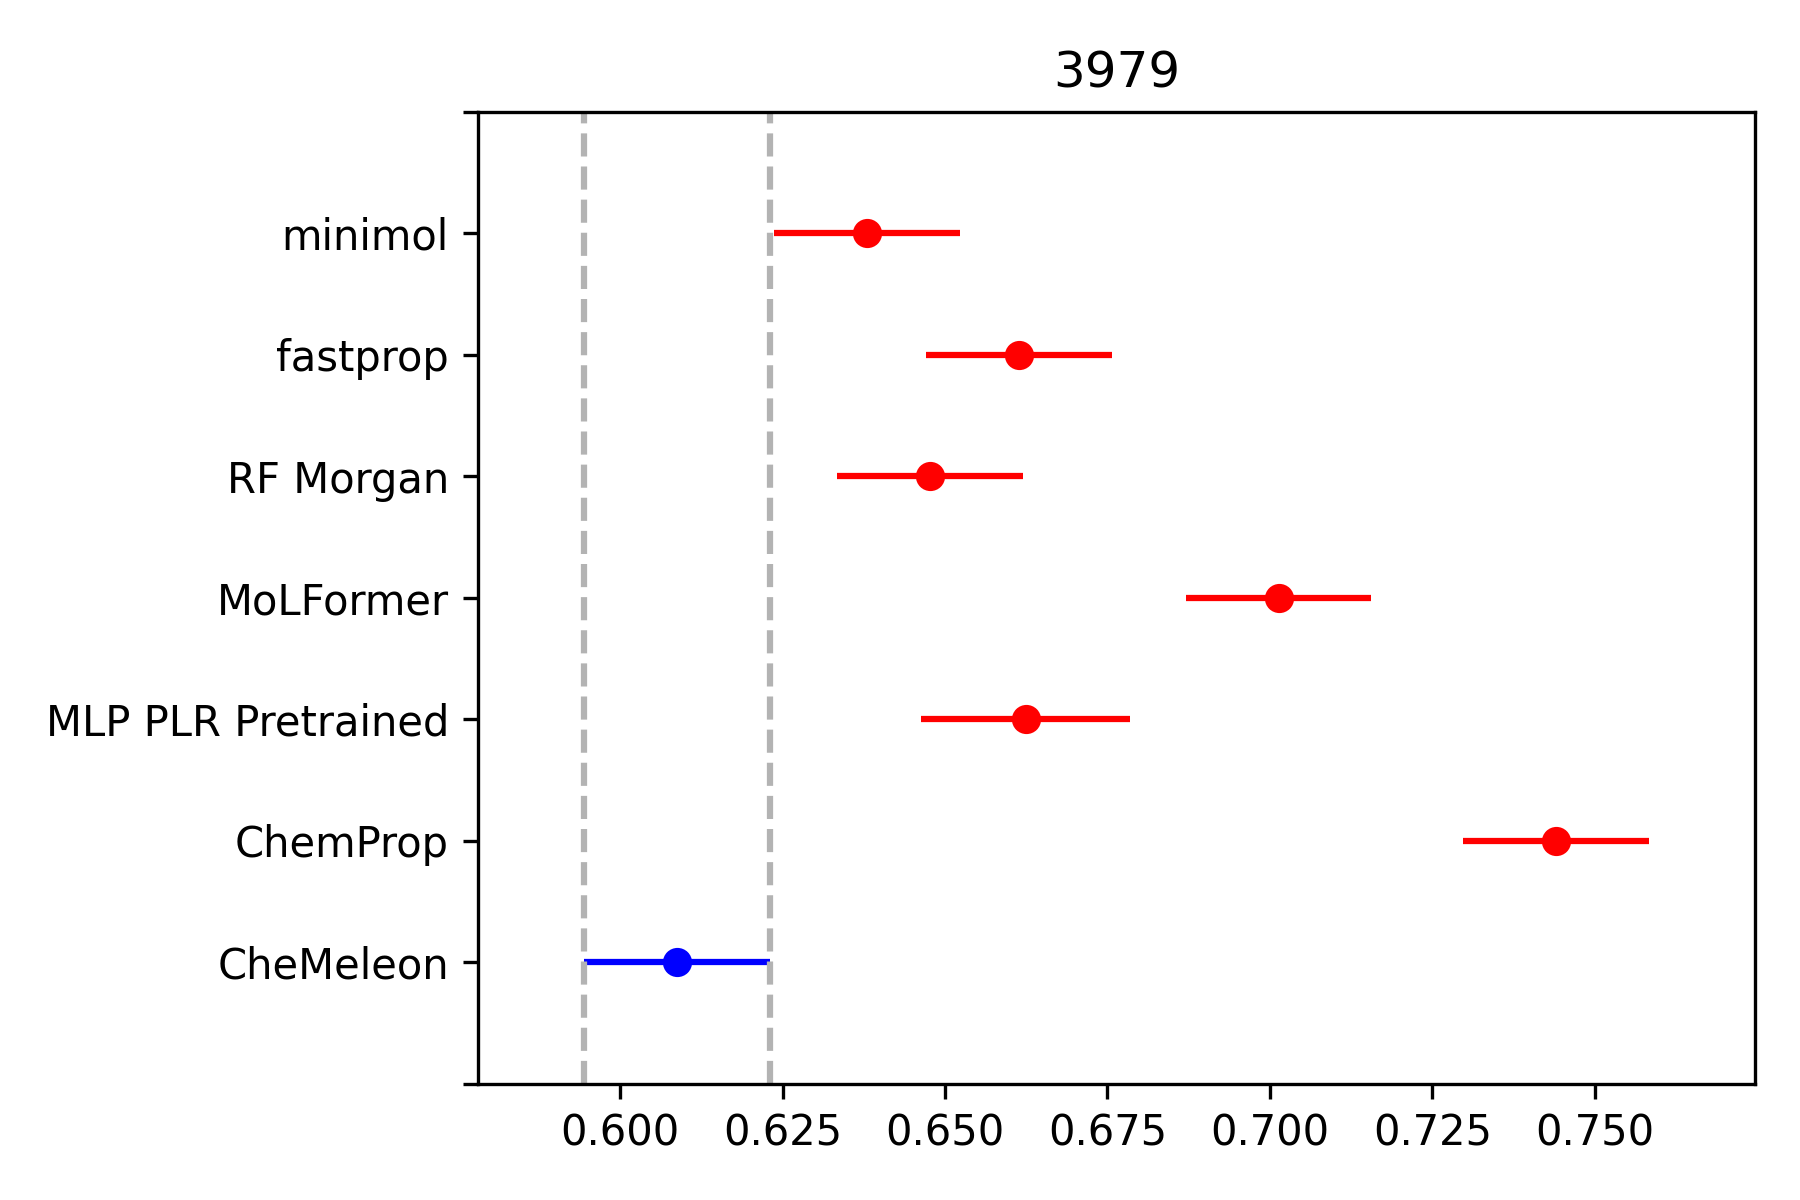 3979
minimol
fastprop
RF Morgan
MoLFormer
MLP PLR Pretrained
ChemProp
CheMeleon
0.600 0.625 0.650 0.675 0.700 0.725 0.750